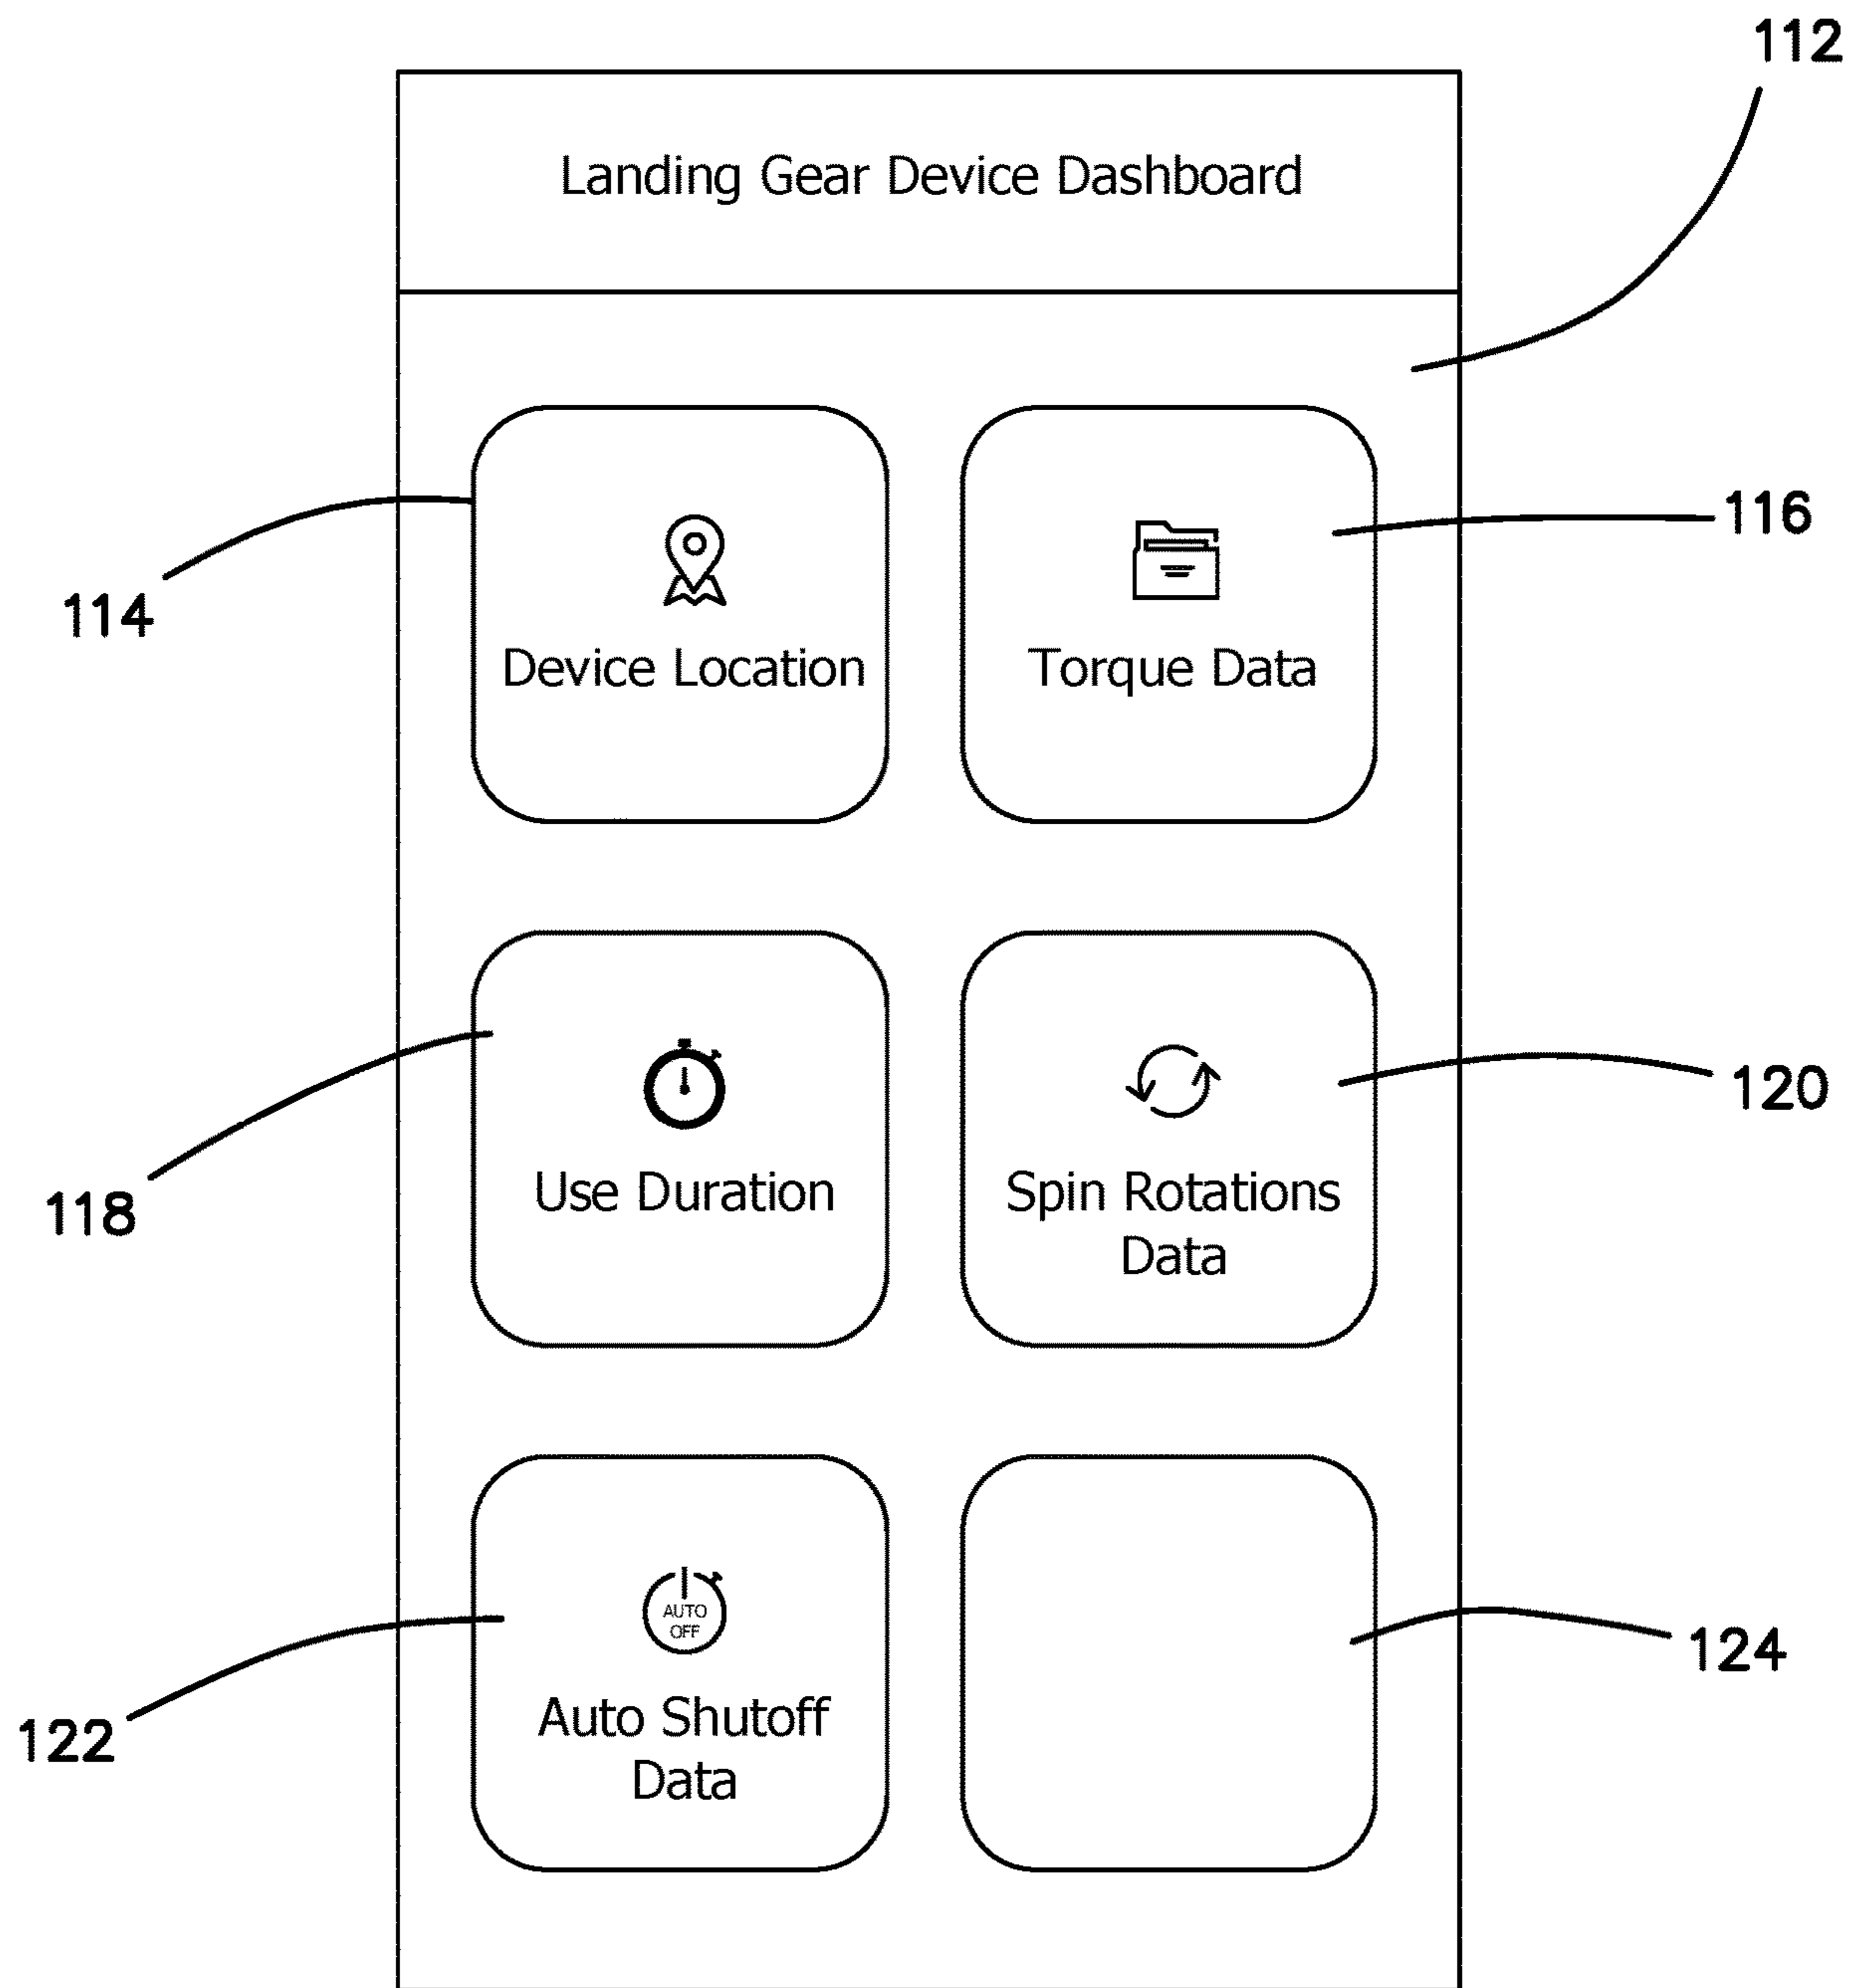 112
Landing Gear Device Dashboard
114
Device Location
116
Torque Data
118
Use Duration
120
Spin Rotations
Data
122
AUTO
OFF
Auto Shutoff
Data
124